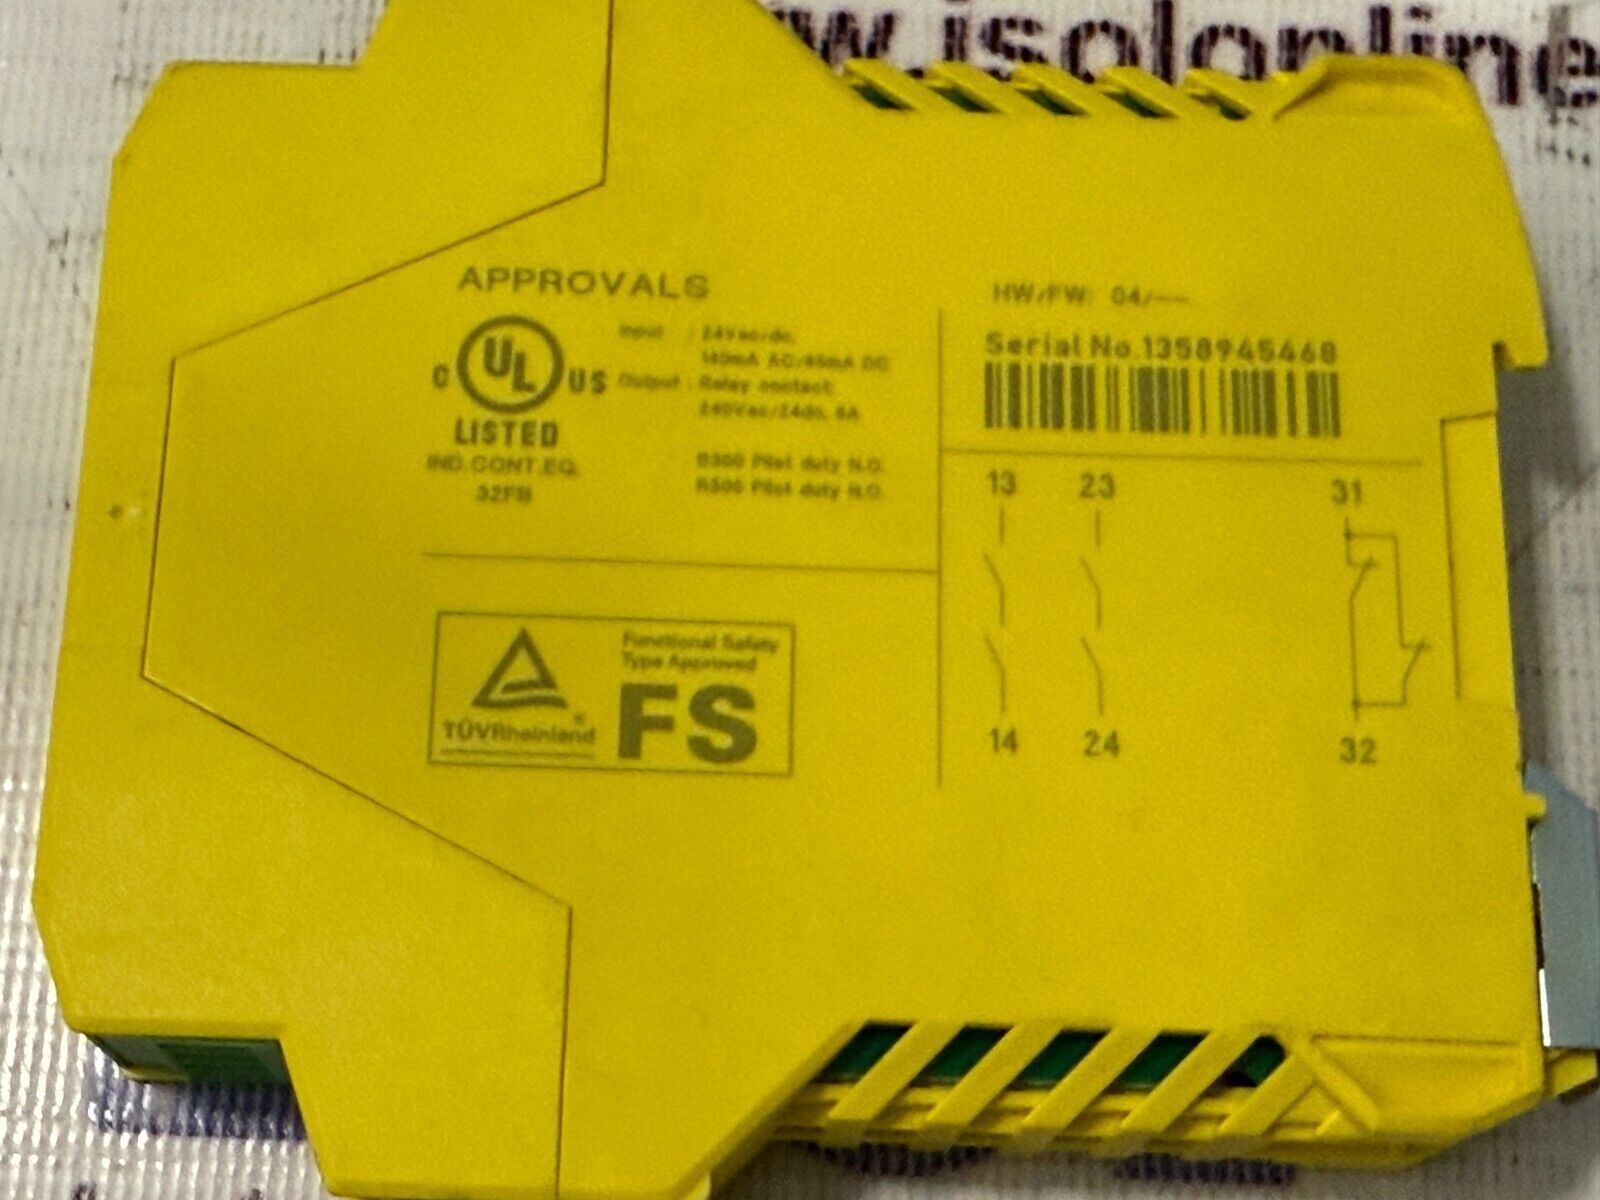 w.isolonline
APPROVALS
Input : 24Vac/dc,
160mA AC/65mA DC
Output : Relay contact:
240Vac/24dc, 6A
B300 Pilot duty N.O.
R300 Pilot duty N.O.
C UL US
LISTED
IND.CONT.EQ.
32FB
TÜVRheinland®
Functional Safety
Type Approved
FS
HW/FW: 04/--
Serial No.1358945468
13 23 31
14 24 32